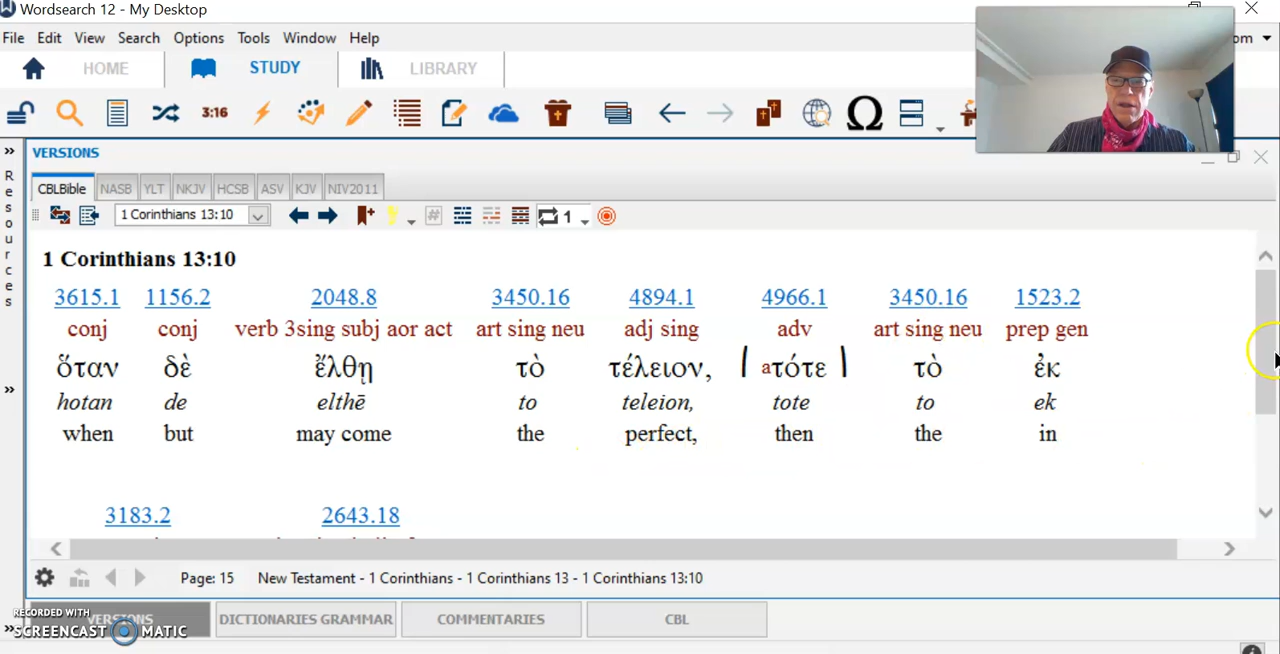 Wordsearch 12 - My Desktop
File Edit View Search Options Tools Window Help
HOME STUDY LIBRARY
3:16 Ω
VERSIONS
CBLBible NASB YLT NKJV HCSB ASV KJV NIV2011
1 Corinthians 13:10 # 1
Resources
1 Corinthians 13:10
3615.1 1156.2 2048.8 3450.16 4894.1 4966.1 3450.16 1523.2
conj conj verb 3sing subj aor act art sing neu adj sing adv art sing neu prep gen
ὅταν δὲ ἔλθῃ τὸ τέλειον, ⸂aτότε⸃ τὸ ἐκ
hotan de elthē to teleion, tote to ek
when but may come the perfect, then the in
3183.2 2643.18
Page: 15 New Testament - 1 Corinthians - 1 Corinthians 13 - 1 Corinthians 13:10
VERSIONS DICTIONARIES GRAMMAR COMMENTARIES CBL
RECORDED WITH
SCREENCAST MATIC